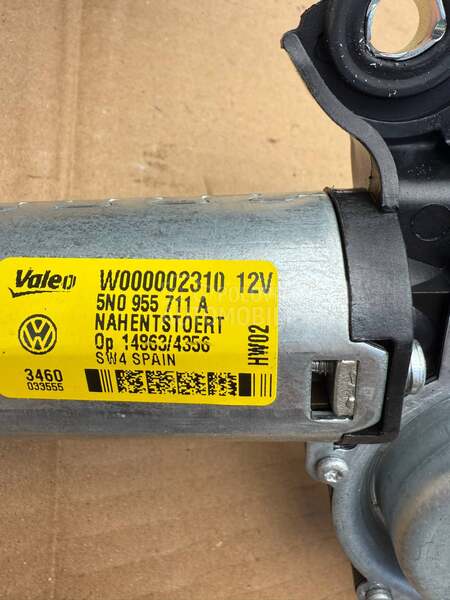 Valeo
W000002310 12V
5N0 955 711 A
NAHENTSTOERT
Op 14863/4356
SW4 SPAIN
HW02
3460
033555